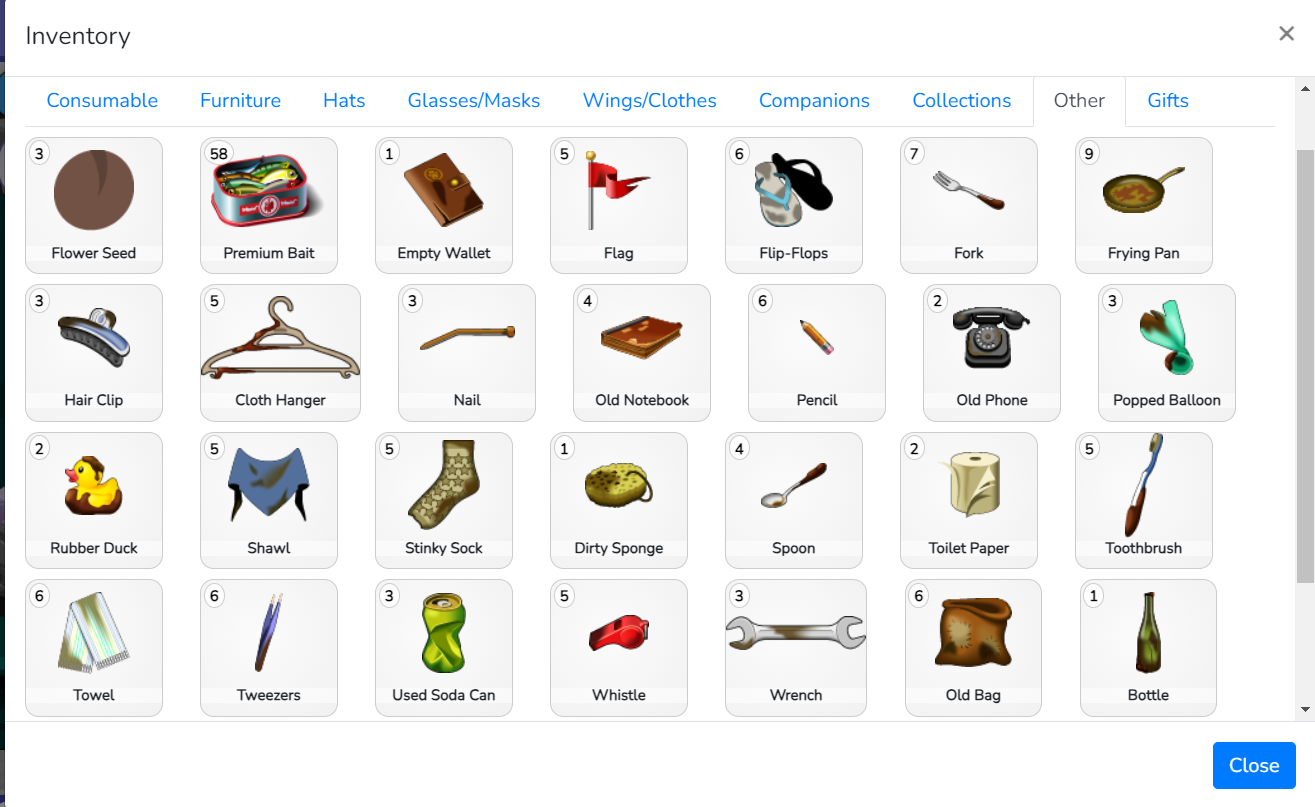 Inventory
×
Consumable Furniture Hats Glasses/Masks Wings/Clothes Companions Collections Other Gifts
3 58 1 5 6 7 9
Flower Seed Premium Bait Empty Wallet Flag Flip-Flops Fork Frying Pan
3 5 3 4 6 2 3
Hair Clip Cloth Hanger Nail Old Notebook Pencil Old Phone Popped Balloon
2 5 5 1 4 2 5
Rubber Duck Shawl Stinky Sock Dirty Sponge Spoon Toilet Paper Toothbrush
6 6 3 5 3 6 1
Towel Tweezers Used Soda Can Whistle Wrench Old Bag Bottle
Close